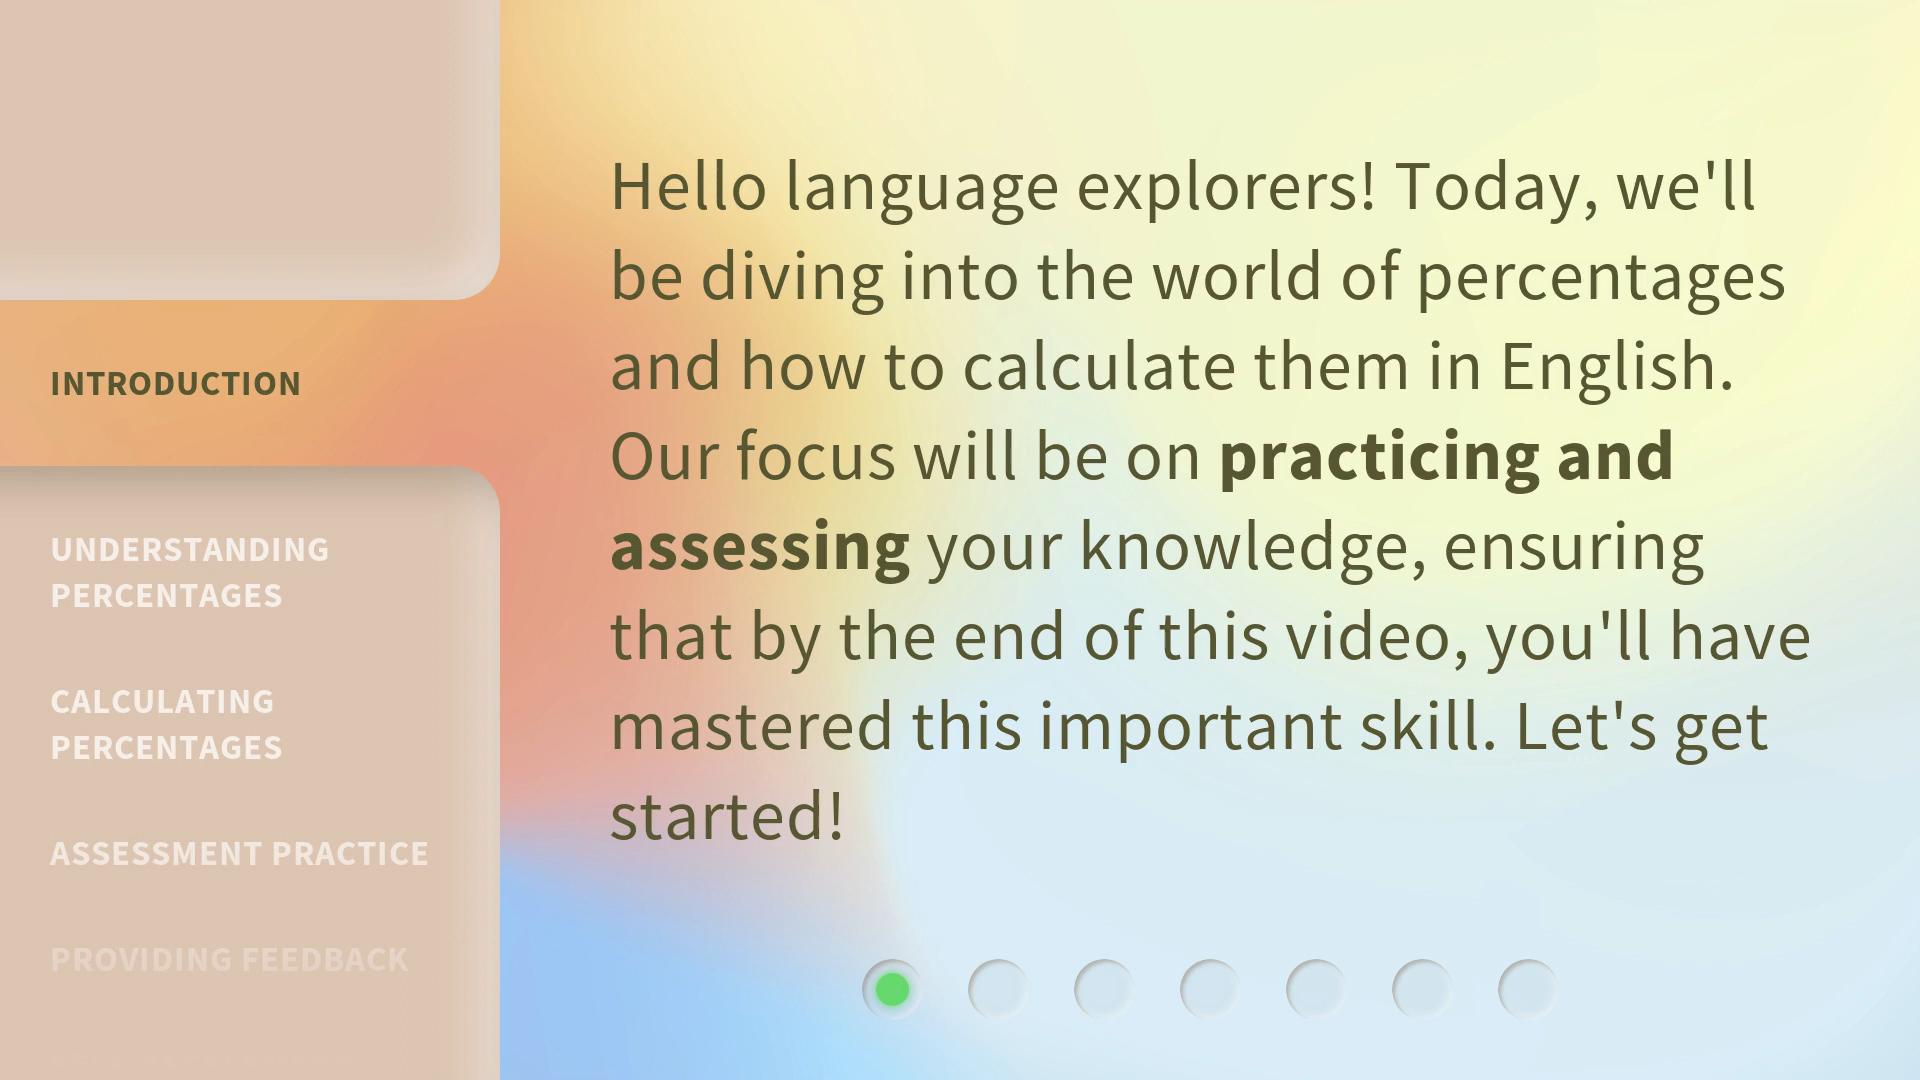 INTRODUCTION
UNDERSTANDING
PERCENTAGES
CALCULATING
PERCENTAGES
ASSESSMENT PRACTICE
PROVIDING FEEDBACK
Hello language explorers! Today, we'll
be diving into the world of percentages
and how to calculate them in English.
Our focus will be on practicing and
assessing your knowledge, ensuring
that by the end of this video, you'll have
mastered this important skill. Let's get
started!